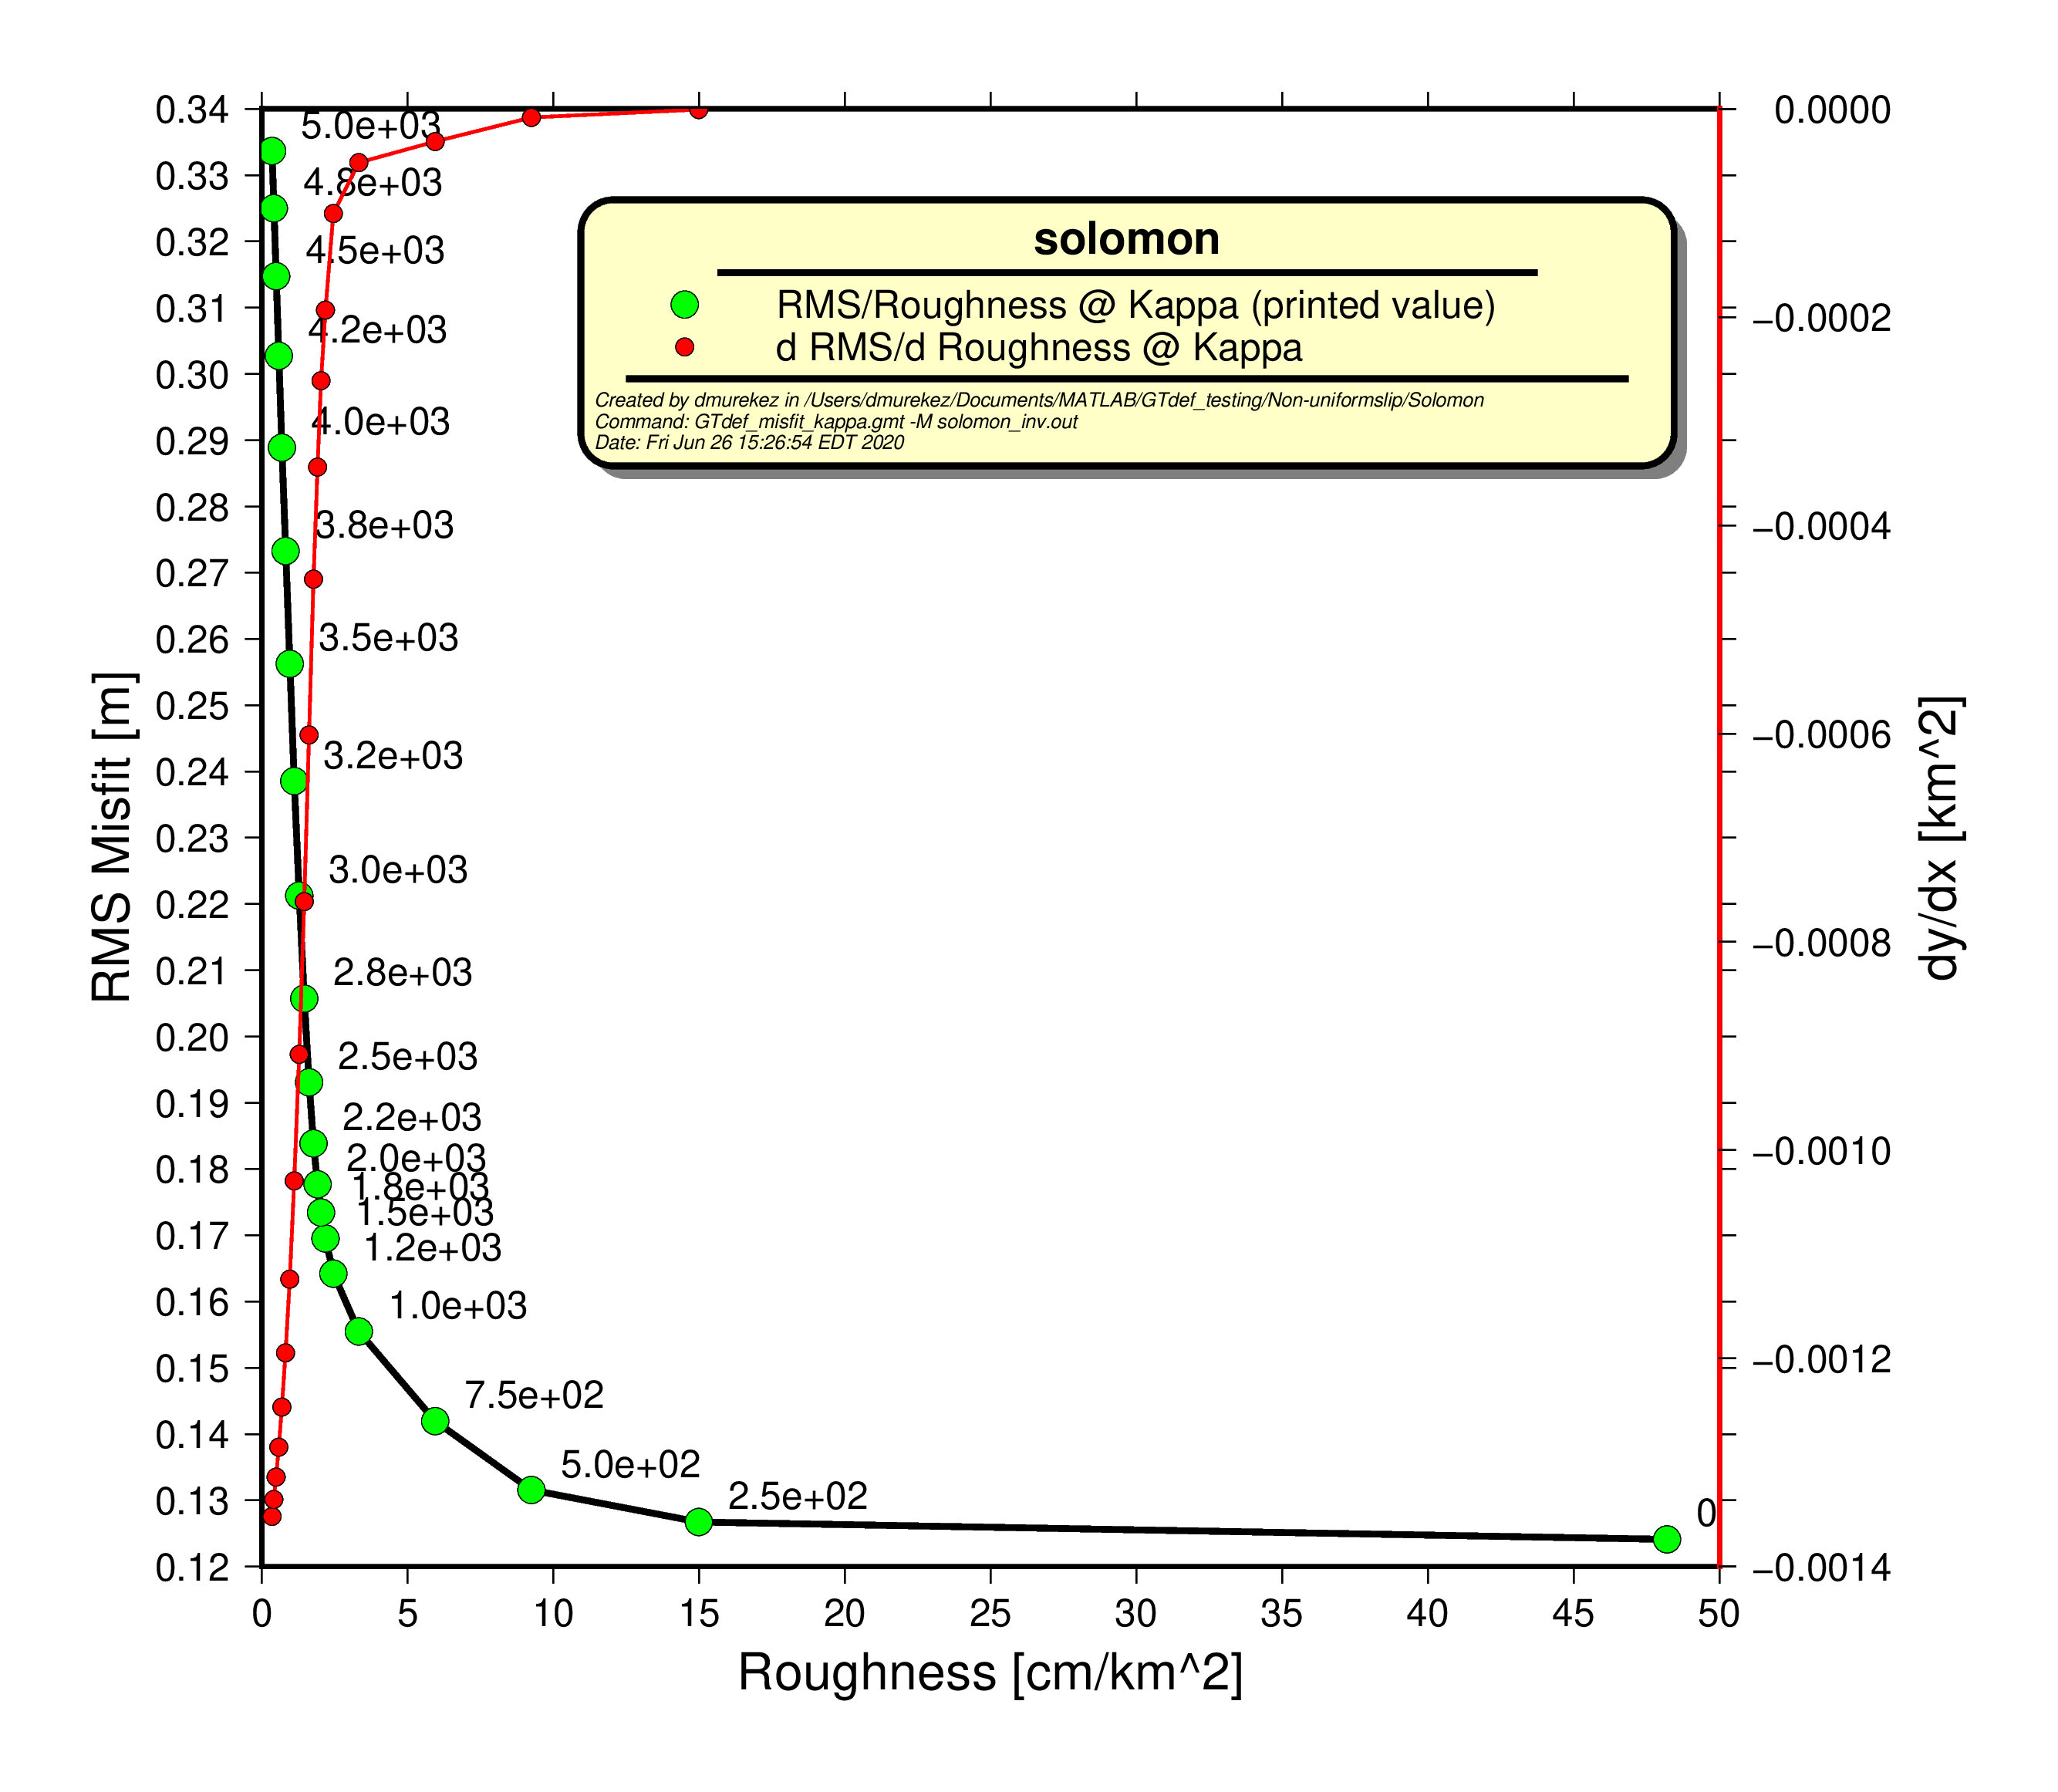 0.34
0.33
0.32
0.31
0.30
0.29
0.28
0.27
0.26
0.25
0.24
0.23
0.22
0.21
0.20
0.19
0.18
0.17
0.16
0.15
0.14
0.13
0.12
RMS Misfit [m]
5.0e+03
4.8e+03
4.5e+03
4.2e+03
4.0e+03
3.8e+03
3.5e+03
3.2e+03
3.0e+03
2.8e+03
2.5e+03
2.2e+03
2.0e+03
1.8e+03
1.5e+03
1.2e+03
1.0e+03
7.5e+02
5.0e+02
2.5e+02
0
solomon
RMS/Roughness @ Kappa (printed value)
d RMS/d Roughness @ Kappa
Created by dmurekez in /Users/dmurekez/Documents/MATLAB/GTdef_testing/Non-uniformslip/Solomon
Command: GTdef_misfit_kappa.gmt -M solomon_inv.out
Date: Fri Jun 26 15:26:54 EDT 2020
0.0000
−0.0002
−0.0004
−0.0006
−0.0008
−0.0010
−0.0012
−0.0014
dy/dx [km^2]
0 5 10 15 20 25 30 35 40 45 50
Roughness [cm/km^2]